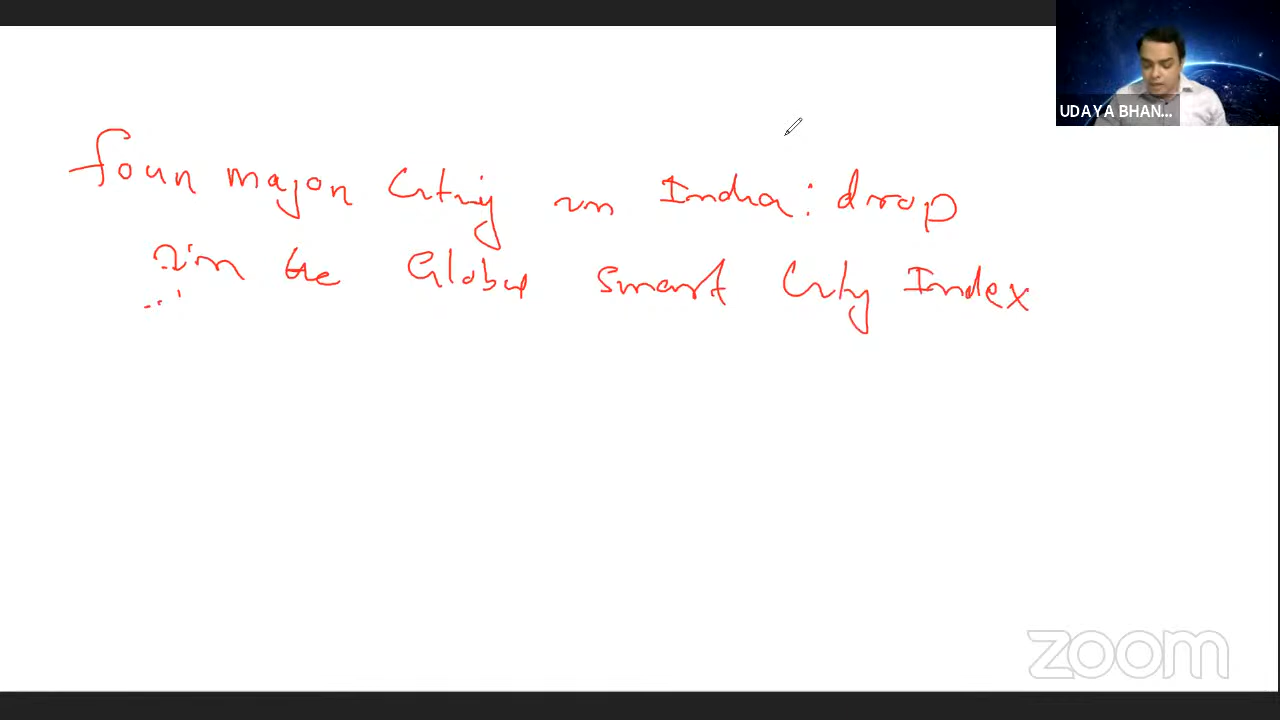 UDAYA BHAN...
four major Cities in India: drop
in the Global Smart City Index
zoom